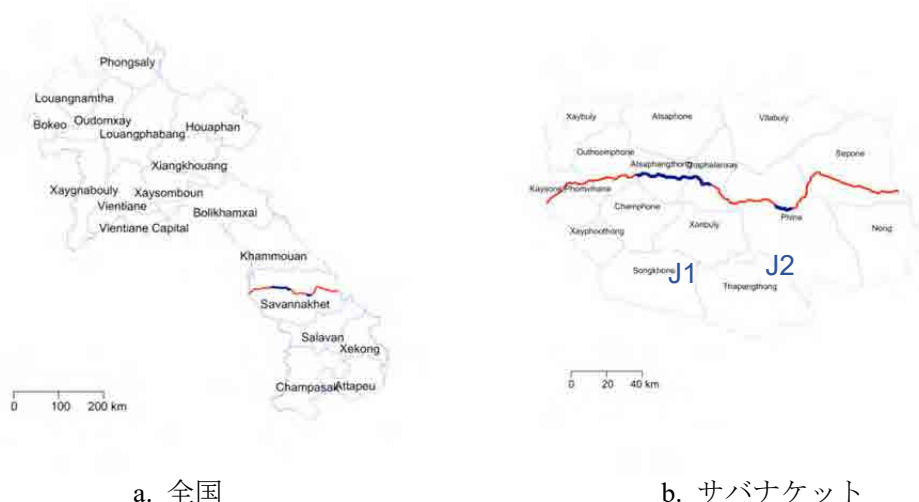 Phongsaly
Louangnamtha
Bokeo
Oudomxay
Louangphabang
Houaphan
Xiangkhouang
Xaygnabouly
Xaysomboun
Vientiane
Bolikhamxai
Vientiane Capital
Khammouan
Savannakhet
Salavan
Xekong
Champasak
Attapeu
0 100 200 km
a. 全国
Xaybuly
Atsaphone
Vilabuly
Outhoomphone
Atsaphangthong
Sepone
Kaysone Phomvihane
Champhone
Phine
Xonbuly
Nong
Xayphoothong
Songkhone
J1
J2
Thapangthong
0 20 40 km
b. サバナケット